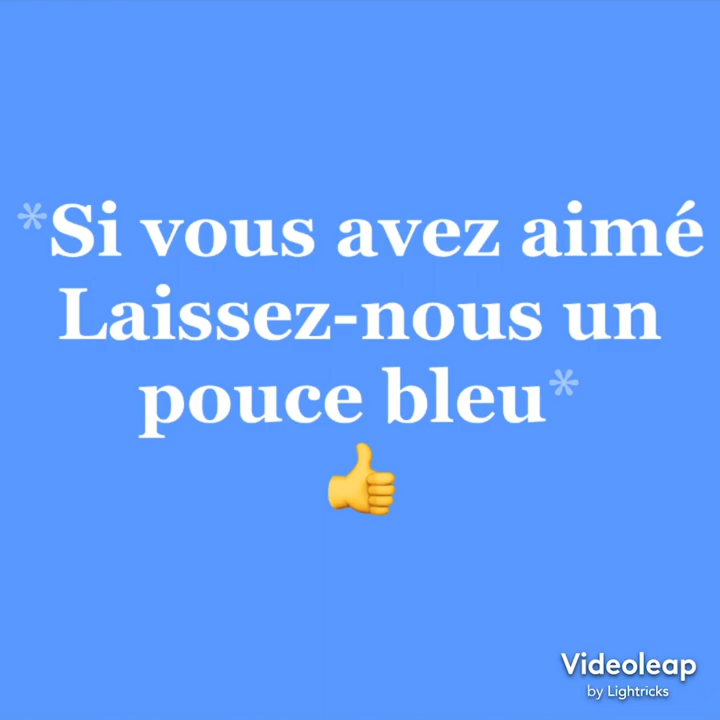 *Si vous avez aimé
Laissez-nous un
pouce bleu*
👍
Videoleap
by Lightricks